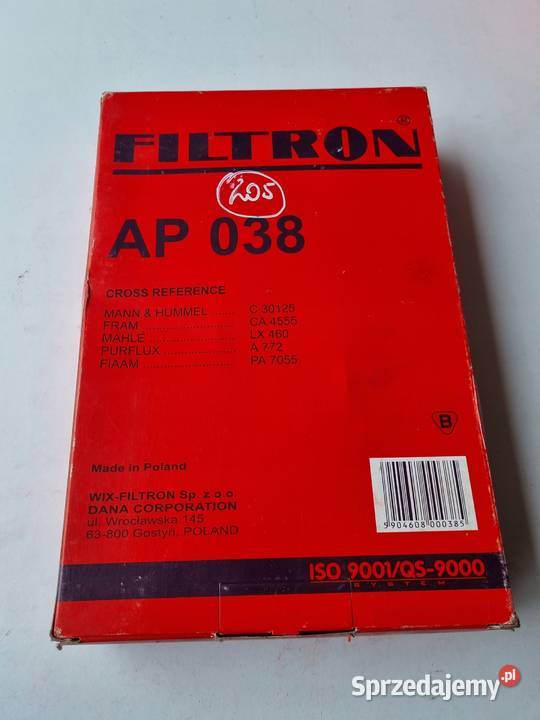 FILTRON ®
205
AP 038
CROSS REFERENCE
MANN & HUMMEL ...... C 30125
FRAM .................... CA 4555
MAHLE ................... LX 460
PURFLUX ................ A 772
FIAAM .................... PA 7055
B
Made in Poland
WIX-FILTRON Sp. z o.o.
DANA CORPORATION
ul. Wrocławska 145
63-800 Gostyń, POLAND
5904608000385
ISO 9001/QS-9000
SYSTEM
Sprzedajemy.pl